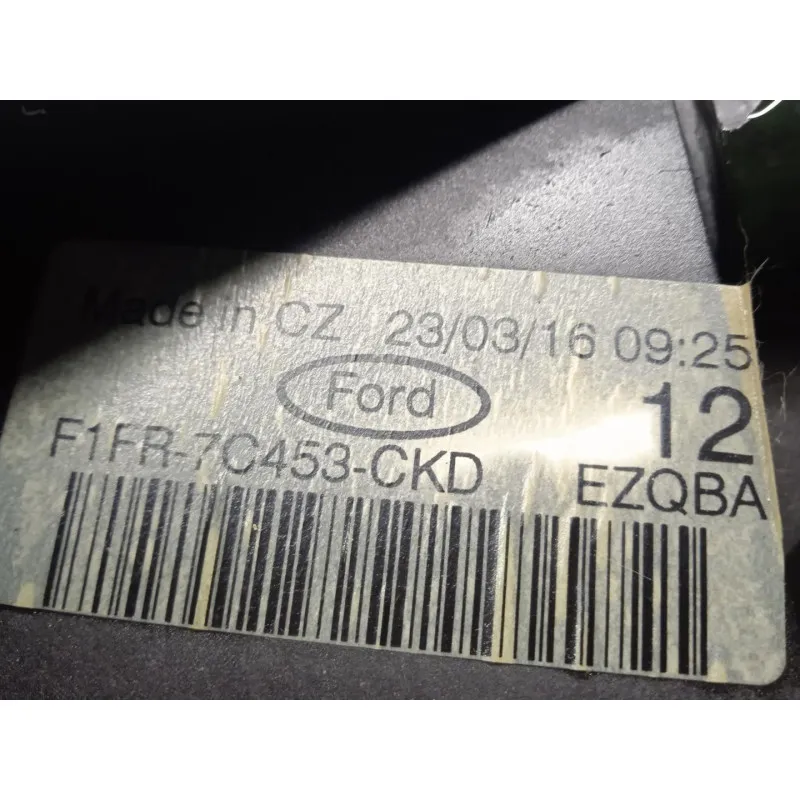 Made in CZ 23/03/16 09:25
Ford 12
F1FR-7C453-CKD EZQBA